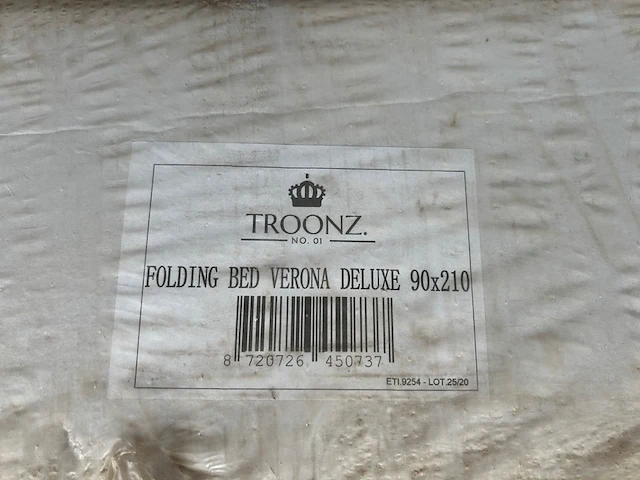 TROONZ.
NO. 01
FOLDING BED VERONA DELUXE 90x210
8 720726 450737
ETI.9254 - LOT.25/20